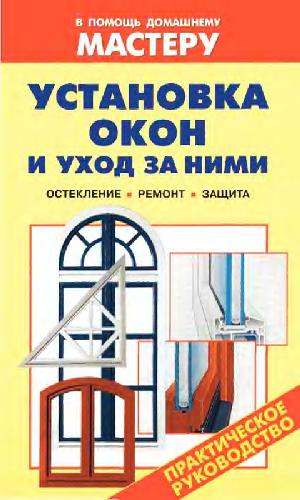 В ПОМОЩЬ ДОМАШНЕМУ
МАСТЕРУ
УСТАНОВКА
ОКОН
И УХОД ЗА НИМИ
ОСТЕКЛЕНИЕ ▪ РЕМОНТ ▪ ЗАЩИТА
ПРАКТИЧЕСКОЕ
РУКОВОДСТВО